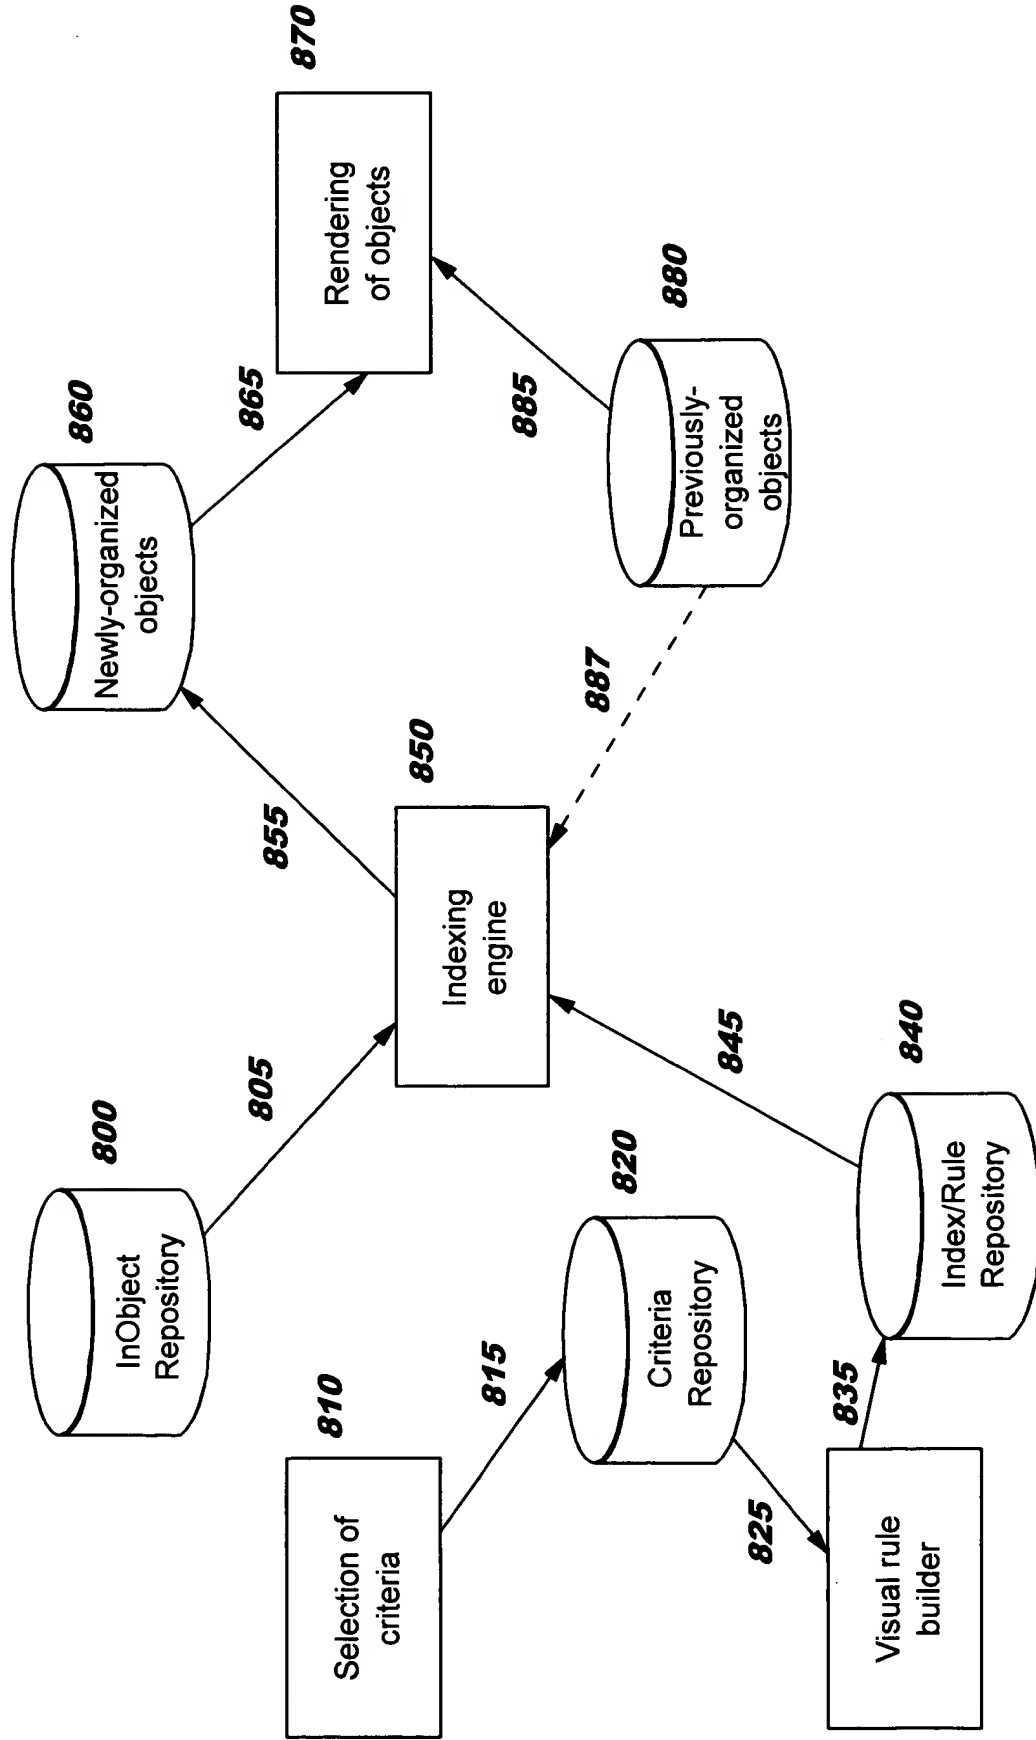 860
800
Newly-organized
objects
InObject
Repository
865
805
855
870
810
Rendering
of objects
Selection of
criteria
850
Indexing
engine
815
885
887
820
Criteria
Repository
880
Previously-
organized
objects
845
825
835
840
Visual rule
builder
Index/Rule
Repository